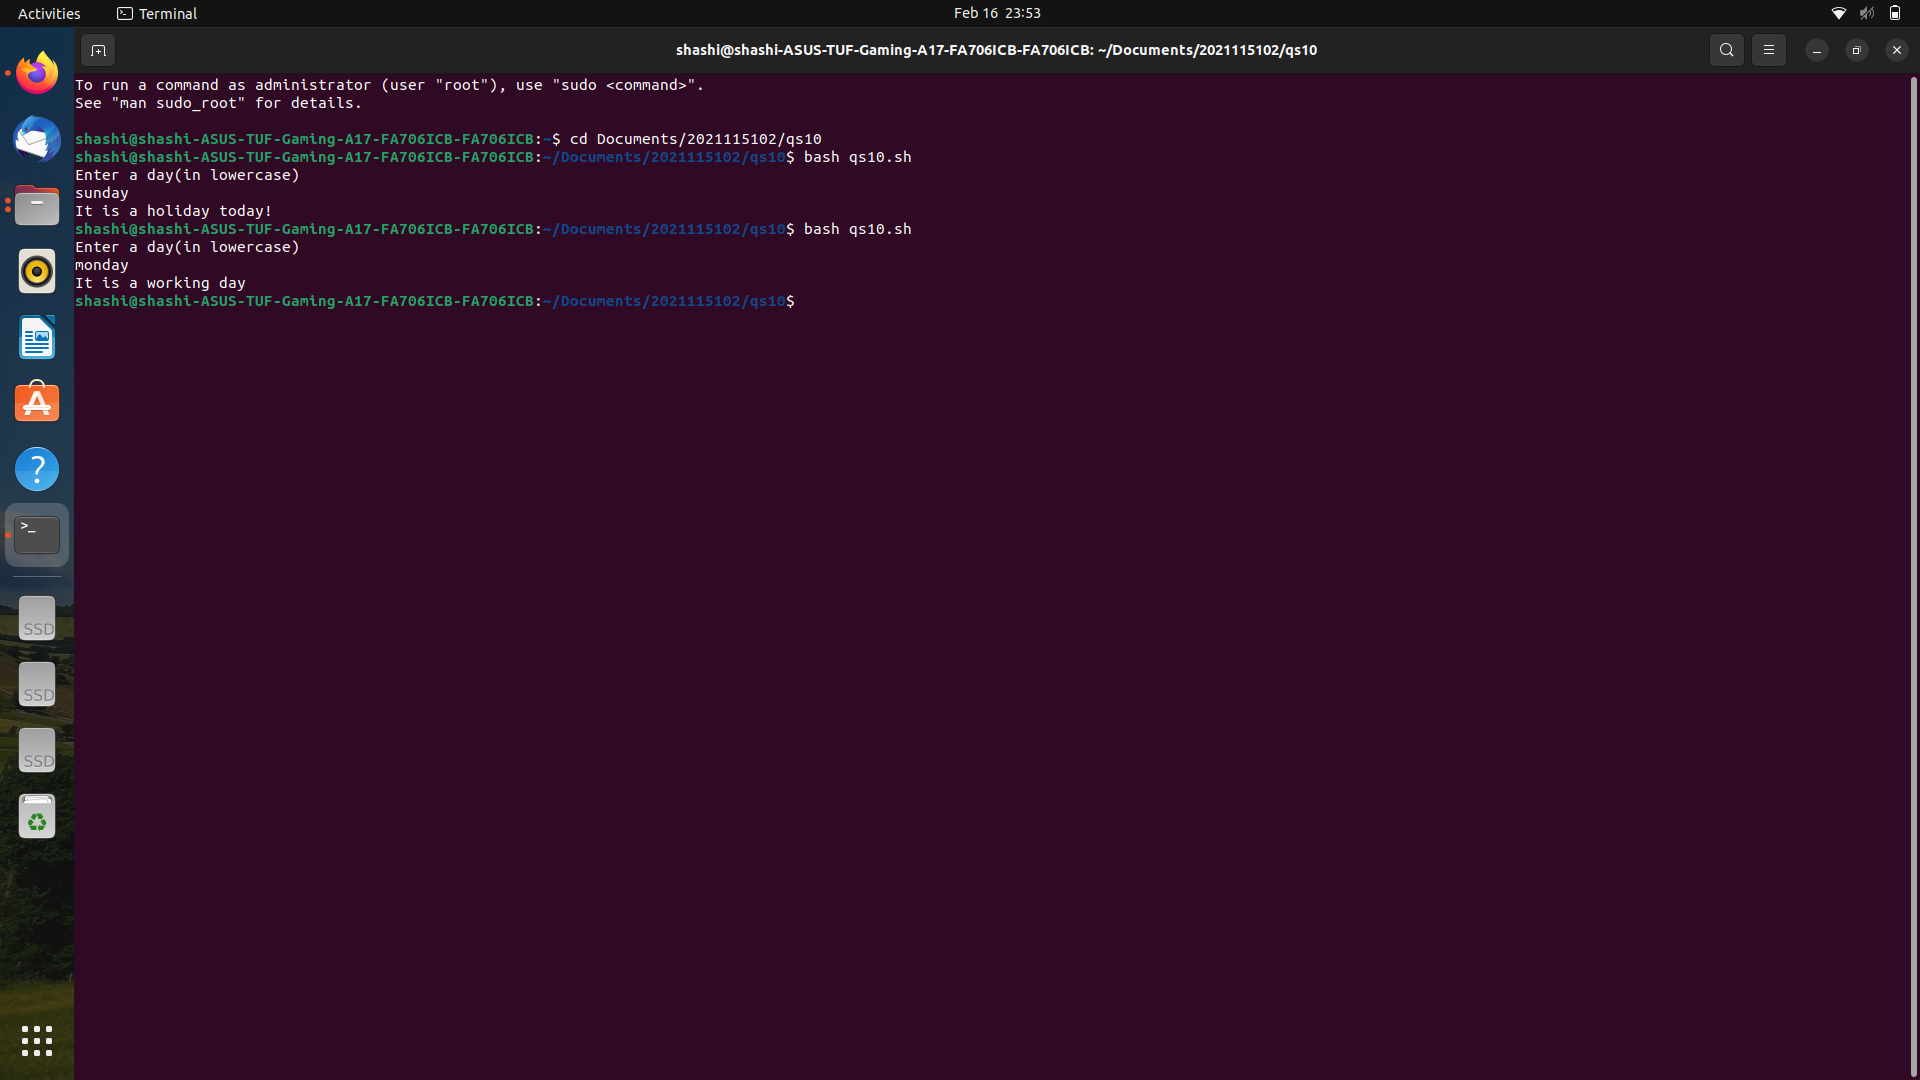 Activities
Terminal
Feb 16 23:53
shashi@shashi-ASUS-TUF-Gaming-A17-FA706ICB-FA706ICB: ~/Documents/2021115102/qs10
To run a command as administrator (user "root"), use "sudo <command>".
See "man sudo_root" for details.
shashi@shashi-ASUS-TUF-Gaming-A17-FA706ICB-FA706ICB:~$ cd Documents/2021115102/qs10
shashi@shashi-ASUS-TUF-Gaming-A17-FA706ICB-FA706ICB:~/Documents/2021115102/qs10$ bash qs10.sh
Enter a day(in lowercase)
sunday
It is a holiday today!
shashi@shashi-ASUS-TUF-Gaming-A17-FA706ICB-FA706ICB:~/Documents/2021115102/qs10$ bash qs10.sh
Enter a day(in lowercase)
monday
It is a working day
shashi@shashi-ASUS-TUF-Gaming-A17-FA706ICB-FA706ICB:~/Documents/2021115102/qs10$
>_
SSD
SSD
SSD